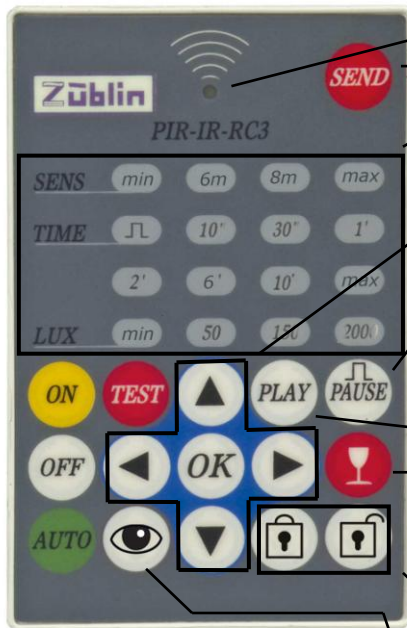 SEND
Züblin
PIR-IR-RC3
SENS min 6m 8m max
TIME 10" 30" 1'
2' 6' 10' max
LUX min 50 150 2000
ON TEST PLAY PAUSE
OFF OK
AUTO